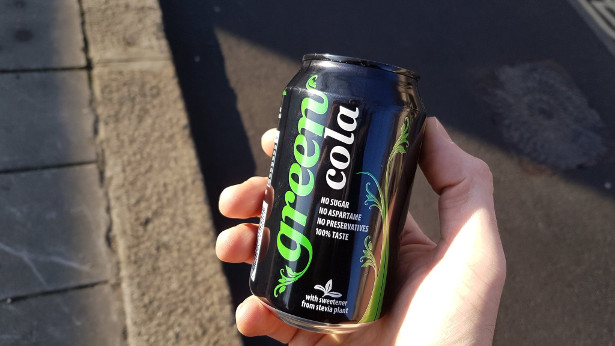 green
cola
NO SUGAR
NO ASPARTAME
NO PRESERVATIVES
100% TASTE
with sweetener
from stevia plant